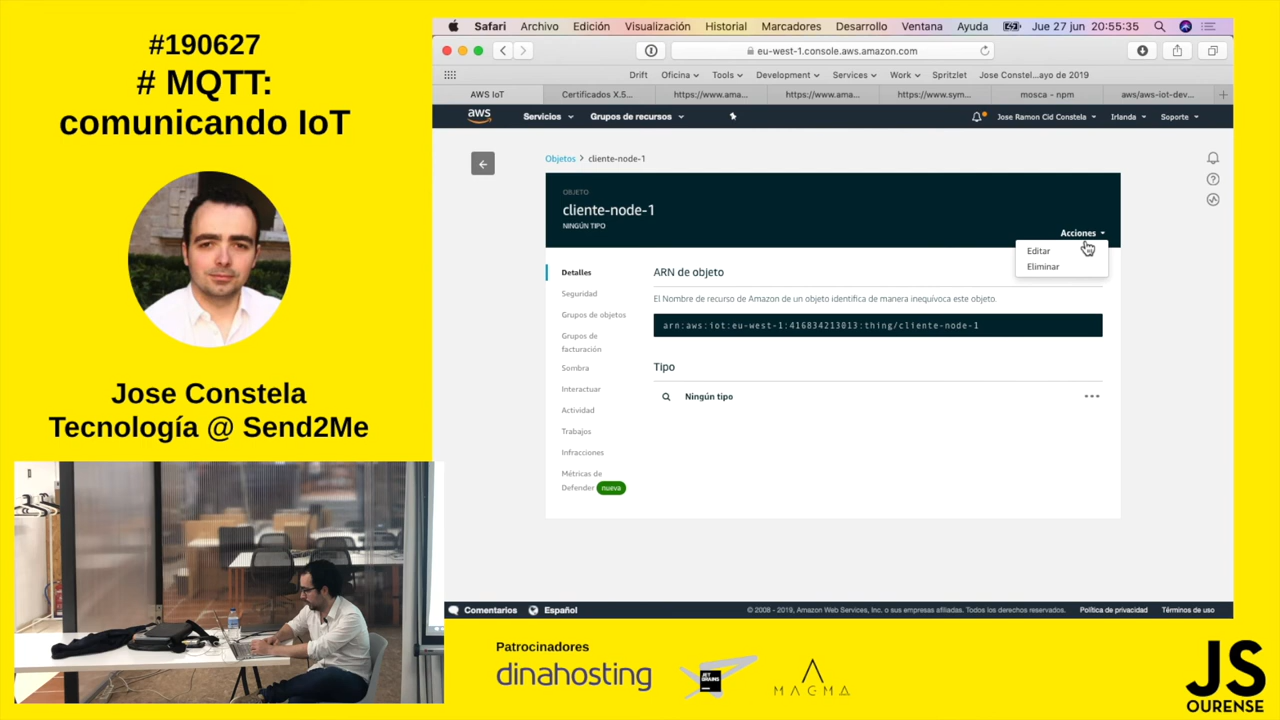 #190627
# MQTT:
comunicando IoT
Jose Constela
Tecnología @ Send2Me
Safari Archivo Edición Visualización Historial Marcadores Desarrollo Ventana Ayuda Jue 27 jun 20:55:35
eu-west-1.console.aws.amazon.com
Drift Oficina Tools Development Services Work Spritzlet Jose Constel...ayo de 2019
AWS IoT Certificados X.5... https://www.ama... https://www.ama... https://www.sym... mosca - npm aws/aws-iot-dev...
aws Servicios Grupos de recursos Jose Ramon Cid Constela Irlanda Soporte
Objetos > cliente-node-1
OBJETO
cliente-node-1
NINGÚN TIPO
Acciones
Editar
Eliminar
Detalles
Seguridad
Grupos de objetos
Grupos de
facturación
Sombra
Interactuar
Actividad
Trabajos
Infracciones
Métricas de
Defender nueva
ARN de objeto
El Nombre de recurso de Amazon de un objeto identifica de manera inequívoca este objeto.
arn:aws:iot:eu-west-1:416834213013:thing/cliente-node-1
Tipo
Ningún tipo
Comentarios Español © 2008 - 2019, Amazon Web Services, Inc. o sus empresas afiliadas. Todos los derechos reservados. Política de privacidad Términos de uso
Patrocinadores
dinahosting
JET
BRAINS
MAGMA
JS
OURENSE